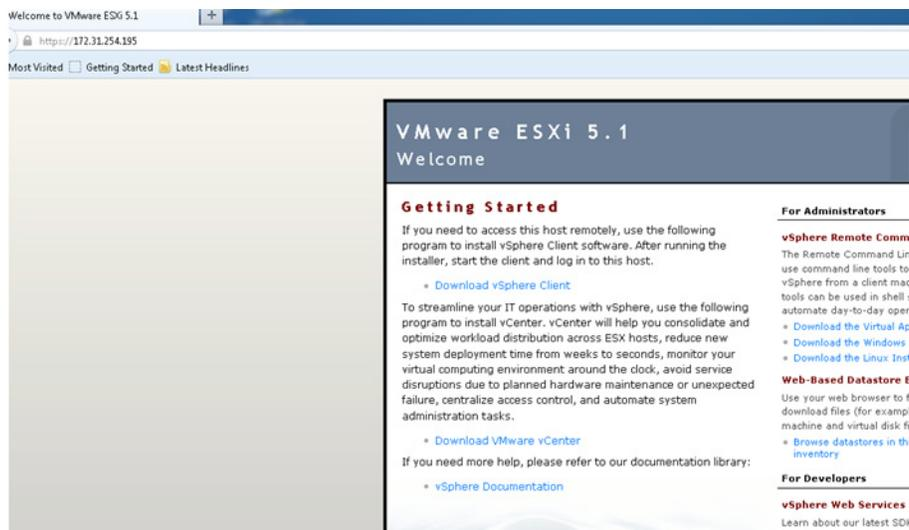 Welcome to VMware ESXi 5.1
https://172.31.254.195
Most Visited Getting Started Latest Headlines
VMware ESXi 5.1
Welcome
Getting Started
If you need to access this host remotely, use the following
program to install vSphere Client software. After running the
installer, start the client and log in to this host.
Download vSphere Client
To streamline your IT operations with vSphere, use the following
program to install vCenter. vCenter will help you consolidate and
optimize workload distribution across ESX hosts, reduce new
system deployment time from weeks to seconds, monitor your
virtual computing environment around the clock, avoid service
disruptions due to planned hardware maintenance or unexpected
failure, centralize access control, and automate system
administration tasks.
Download VMware vCenter
If you need more help, please refer to our documentation library:
vSphere Documentation
For Administrators
vSphere Remote Comm
The Remote Command Lin
use command line tools to
vSphere from a client mac
tools can be used in shell s
automate day-to-day oper
Download the Virtual Ap
Download the Windows
Download the Linux Inst
Web-Based Datastore B
Use your web browser to f
download files (for exampl
machine and virtual disk f
Browse datastores in th
inventory
For Developers
vSphere Web Services
Learn about our latest SDK